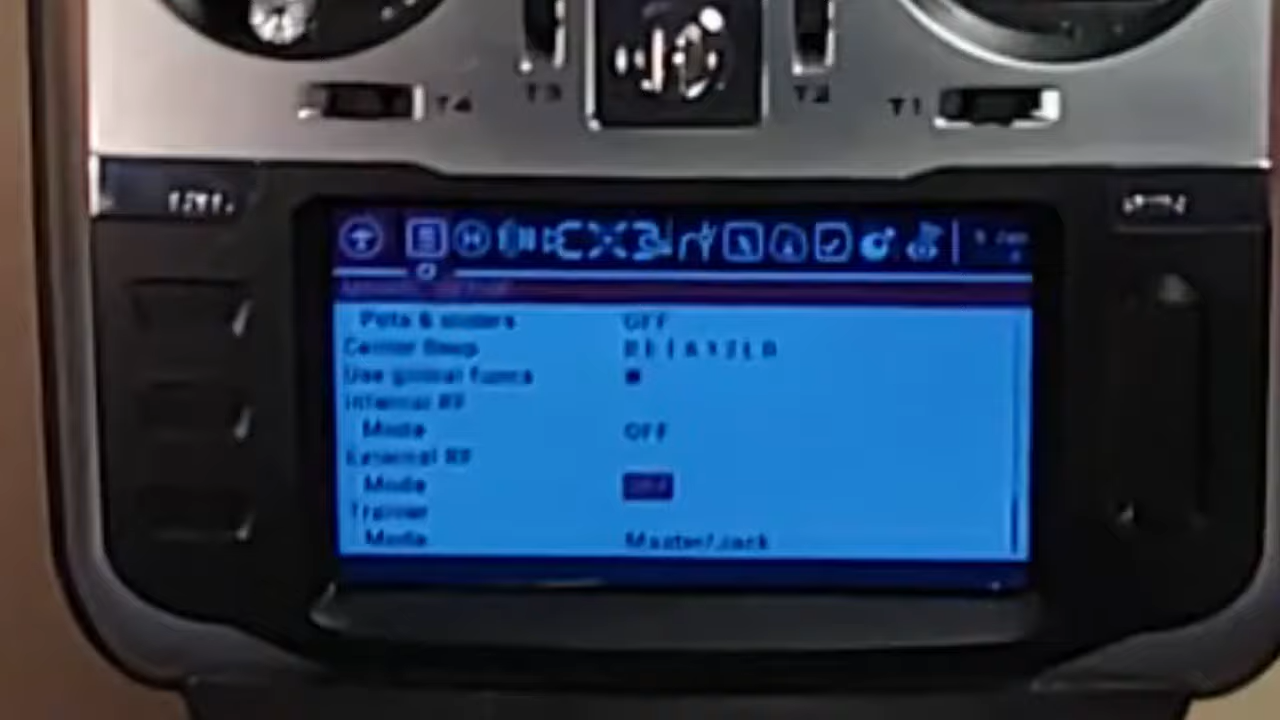 T4
T3
T2
T1
Pots & sliders OFF
Center Beep
Use global funcs
Internal RF
Mode OFF
External RF
Mode OFF
Trainer
Mode Master/Jack